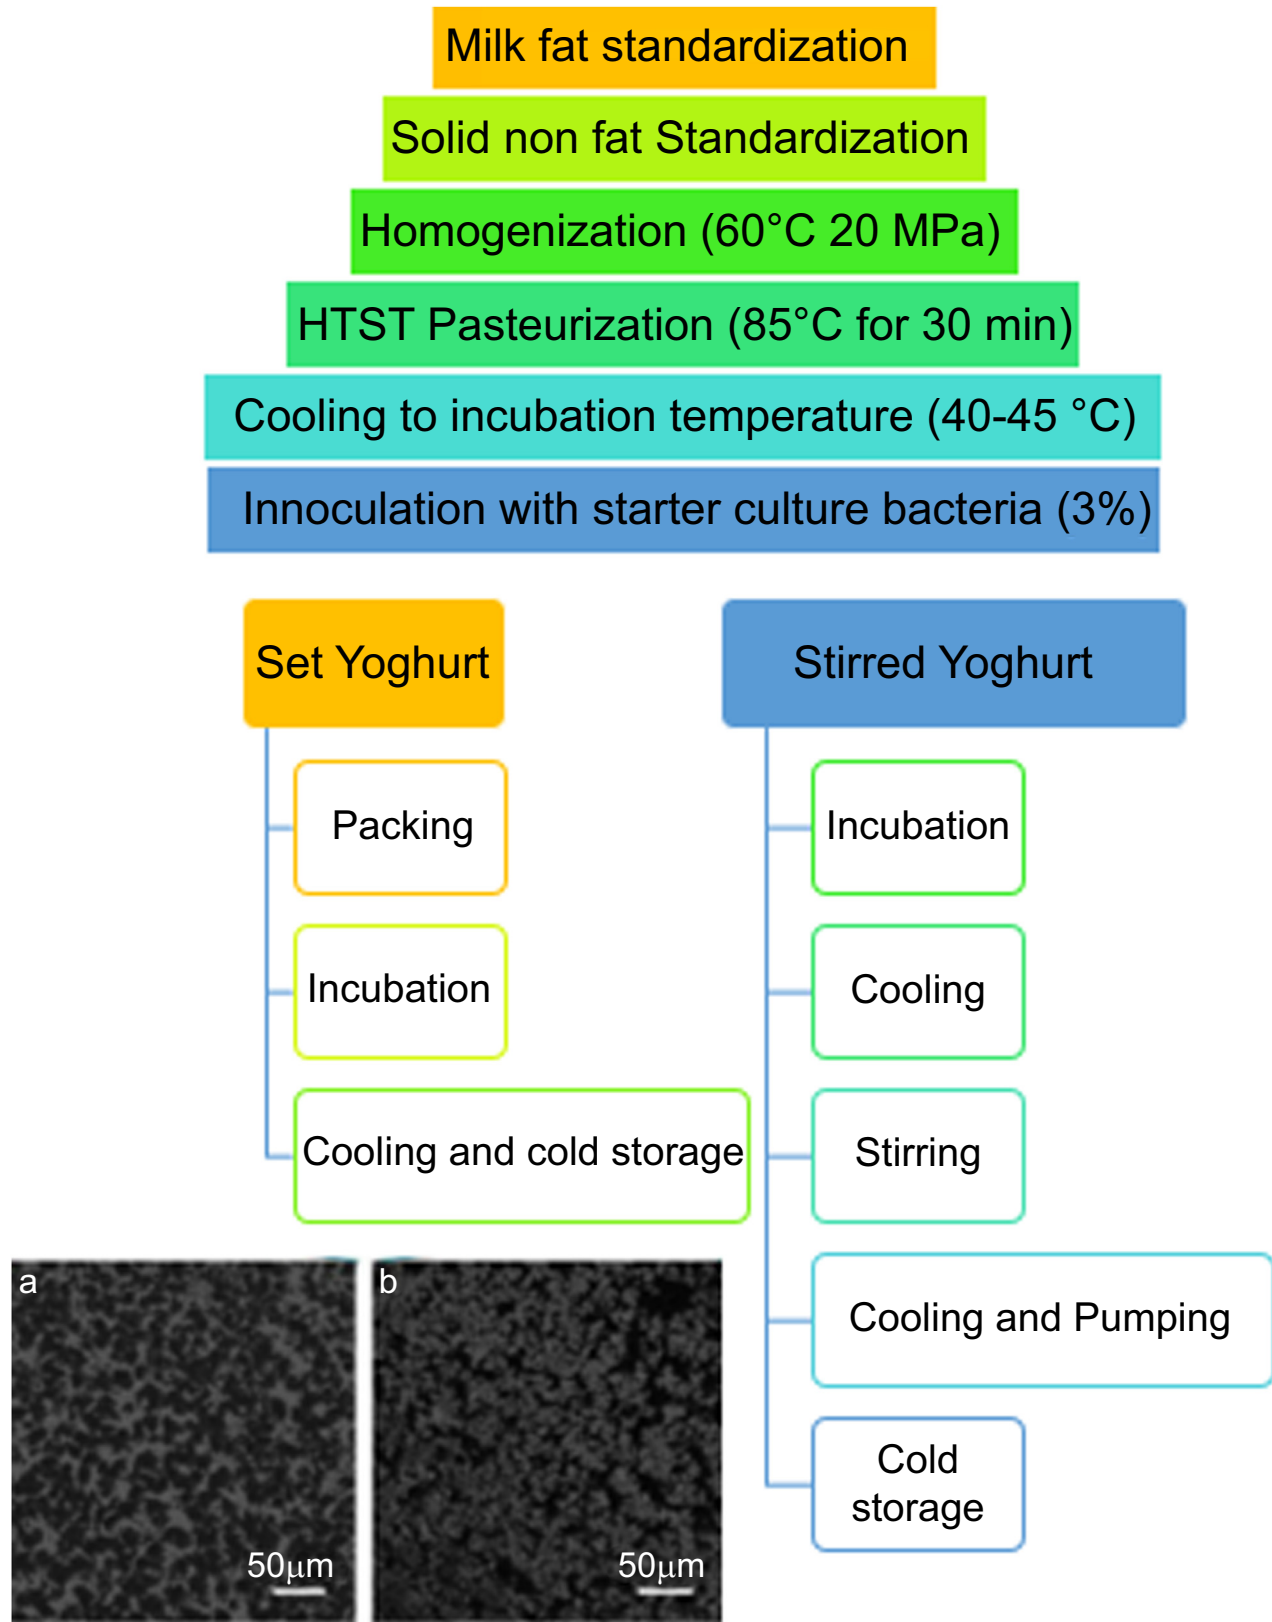 Milk fat standardization
Solid non fat Standardization
Homogenization (60°C 20 MPa)
HTST Pasteurization (85°C for 30 min)
Cooling to incubation temperature (40-45 °C)
Innoculation with starter culture bacteria (3%)
Set Yoghurt
Packing
Incubation
Cooling and cold storage
Stirred Yoghurt
Incubation
Cooling
Stirring
Cooling and Pumping
Cold
storage
a
50μm
b
50μm